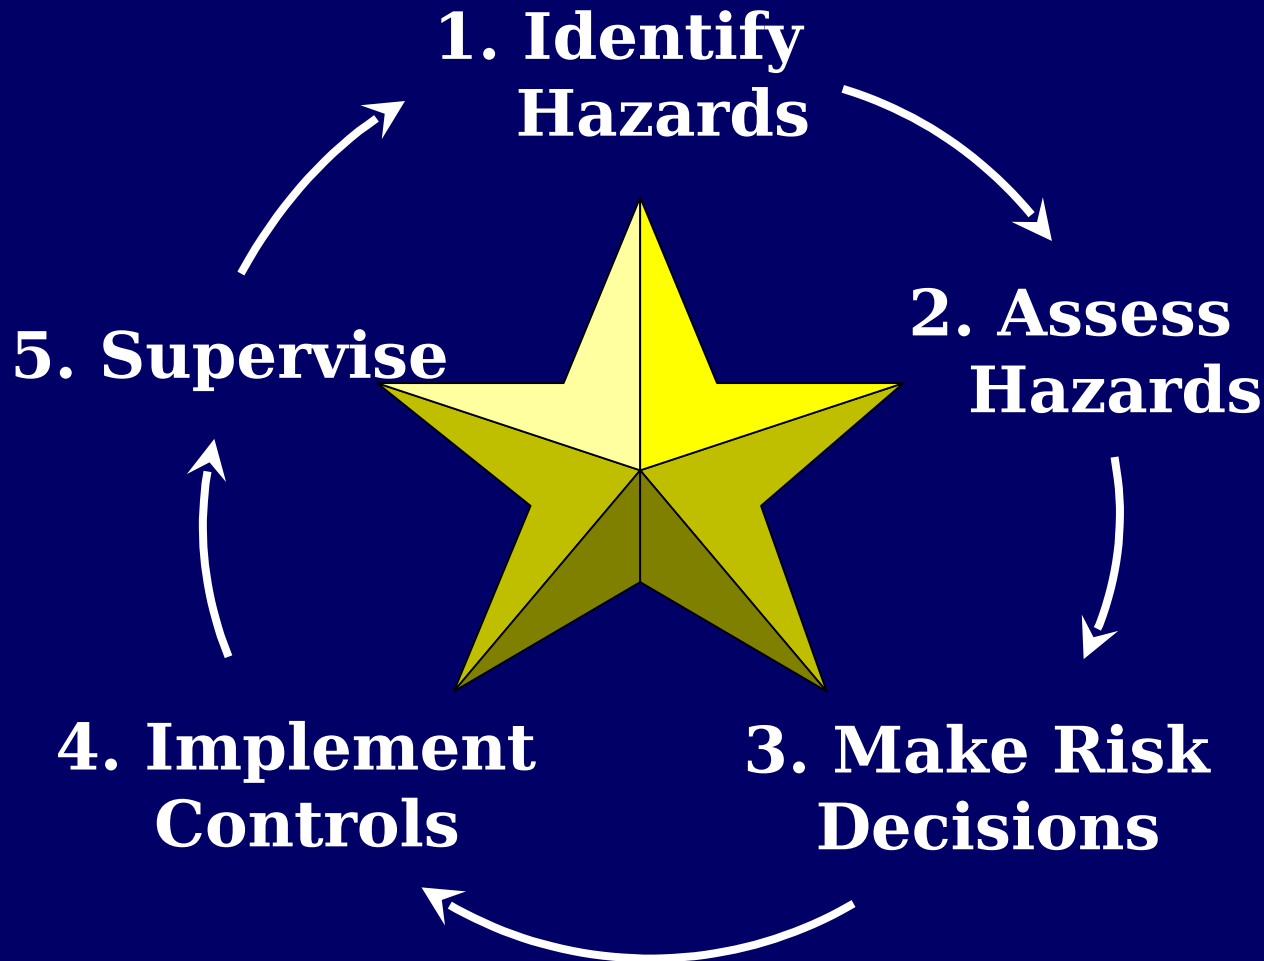 1. Identify
Hazards
2. Assess
Hazards
3. Make Risk
Decisions
4. Implement
Controls
5. Supervise